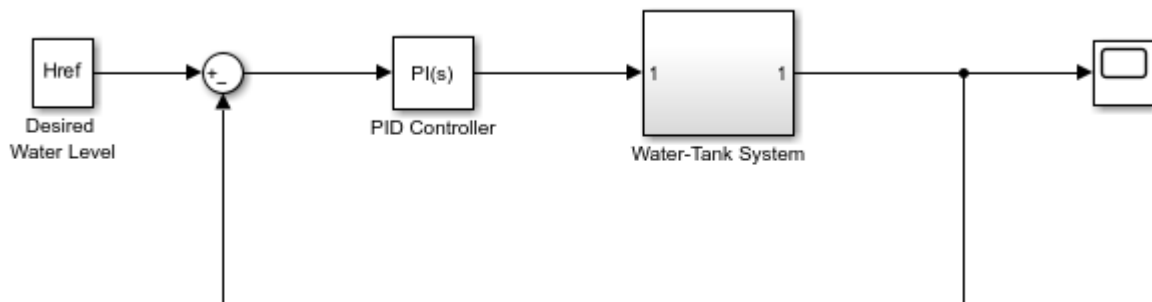 Href
+
-
PI(s)
1
1
Desired
Water Level
PID Controller
Water-Tank System